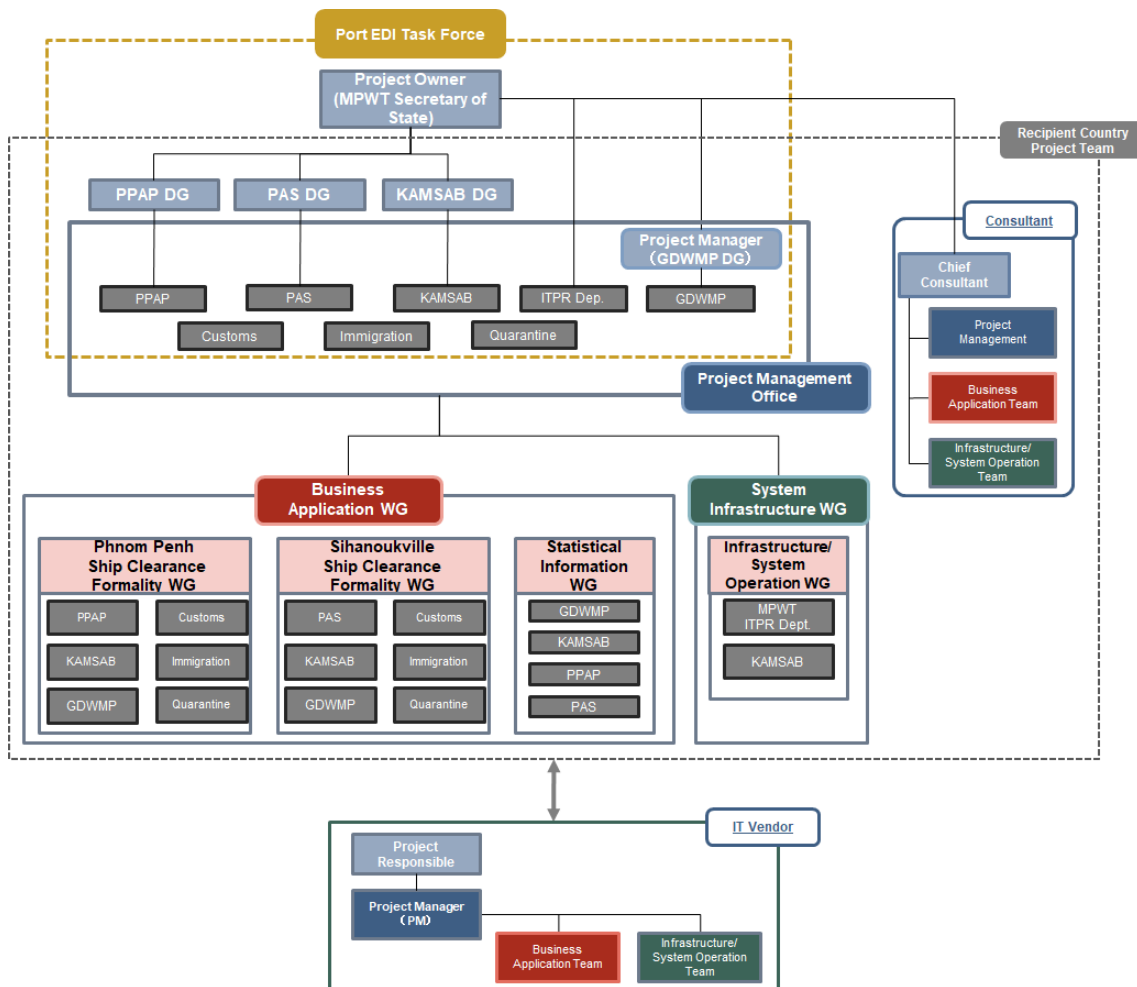 Port EDI Task Force
Project Owner
(MPWT Secretary of
State)
Recipient Country
Project Team
PPAP DG
PAS DG
KAMSAB DG
Consultant
Project Manager
(GDWMP DG)
Chief
Consultant
PPAP
PAS
KAMSAB
ITPR Dep.
GDWMP
Customs
Immigration
Quarantine
Project
Management
Project Management
Office
Business
Application Team
Infrastructure/
System Operation
Team
Business
Application WG
System
Infrastructure WG
Phnom Penh
Ship Clearance
Formality WG
PPAP
Customs
KAMSAB
Immigration
GDWMP
Quarantine
Sihanoukville
Ship Clearance
Formality WG
PAS
Customs
KAMSAB
Immigration
GDWMP
Quarantine
Statistical
Information
WG
GDWMP
KAMSAB
PPAP
PAS
Infrastructure/
System
Operation WG
MPWT
ITPR Dept.
KAMSAB
IT Vendor
Project
Responsible
Project Manager
(PM)
Business
Application Team
Infrastructure/
System Operation
Team